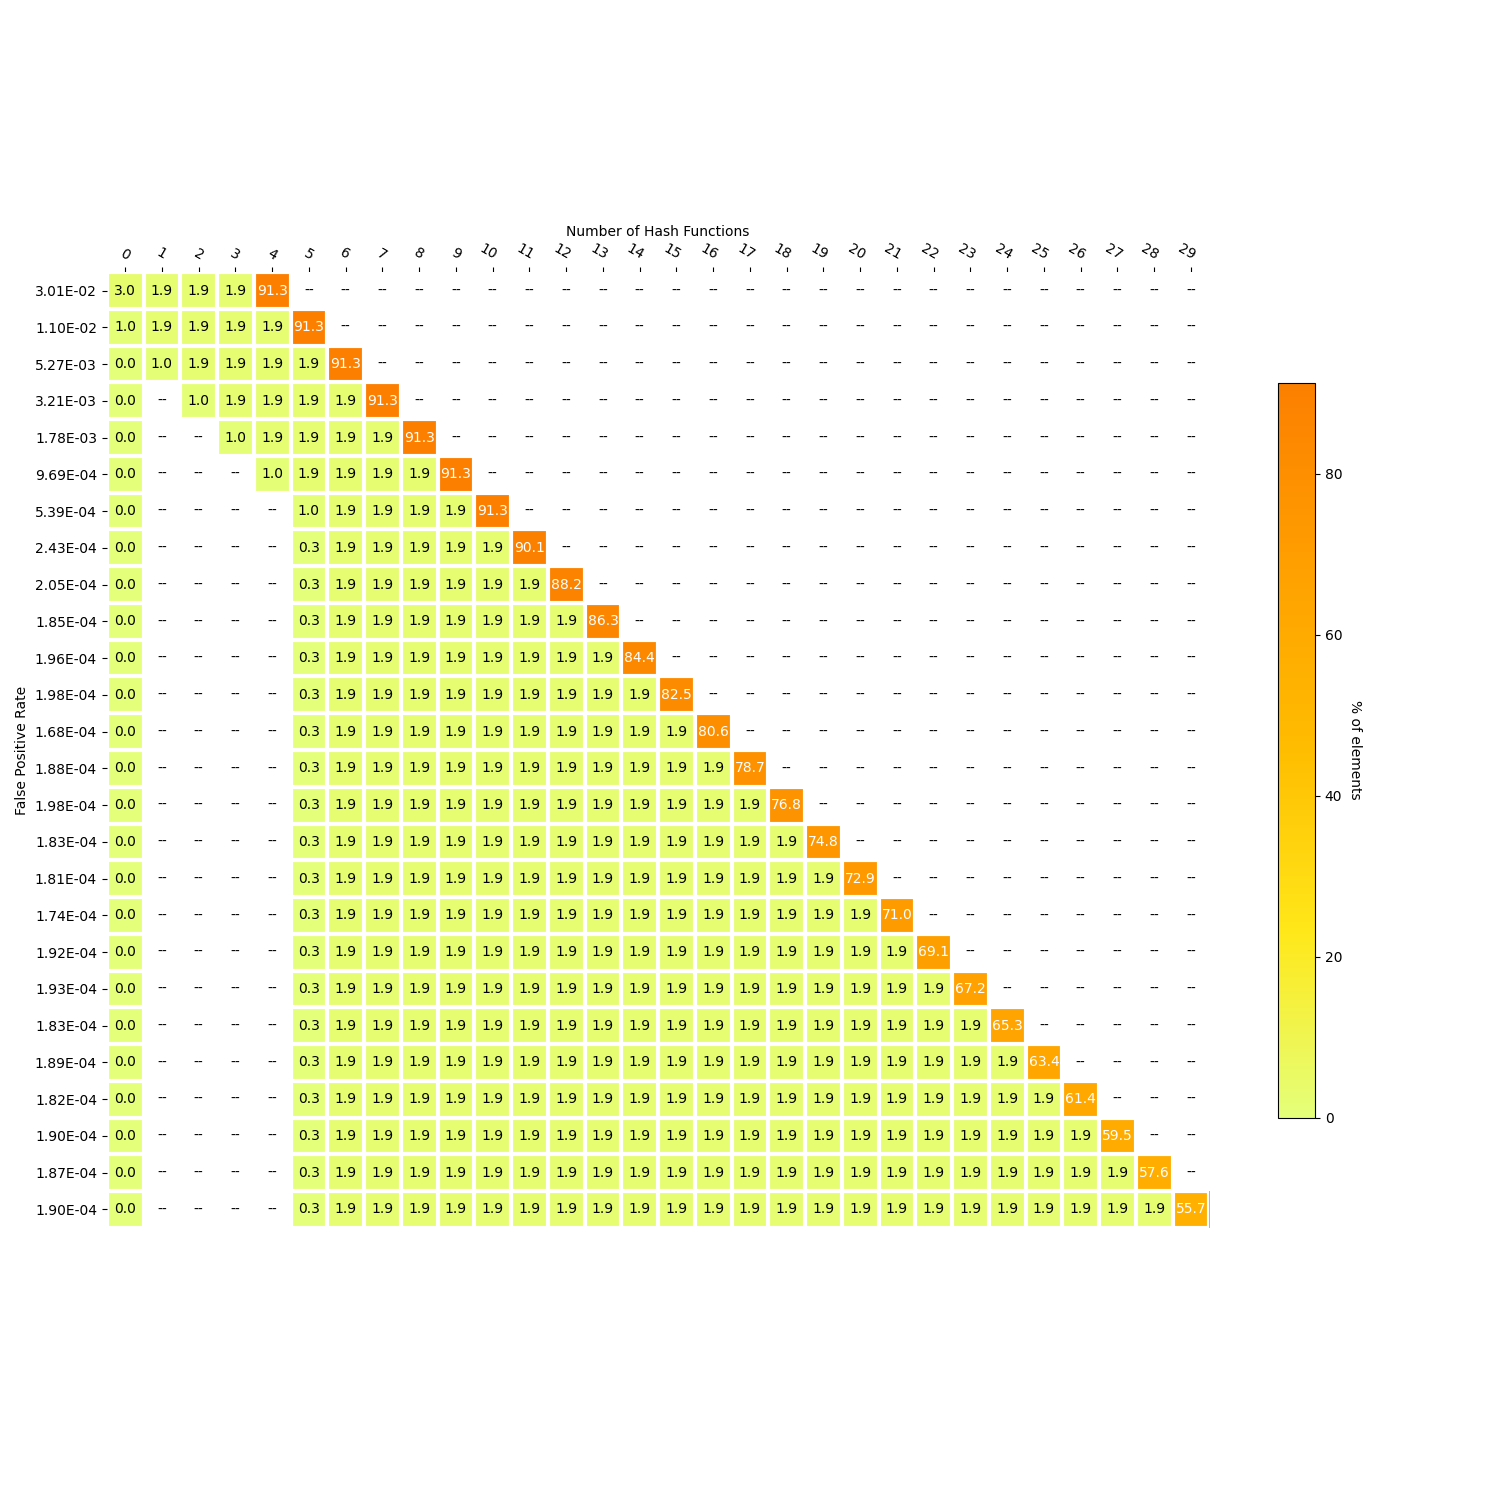 Number of Hash Functions
0 1 2 3 4 5 6 7 8 9 10 11 12 13 14 15 16 17 18 19 20 21 22 23 24 25 26 27 28 29
3.01E-02 3.0 1.9 1.9 1.9 91.3 -- -- -- -- -- -- -- -- -- -- -- -- -- -- -- -- -- -- -- -- -- -- -- -- --
1.10E-02 1.0 1.9 1.9 1.9 1.9 91.3 -- -- -- -- -- -- -- -- -- -- -- -- -- -- -- -- -- -- -- -- -- -- -- --
5.27E-03 0.0 1.0 1.9 1.9 1.9 1.9 91.3 -- -- -- -- -- -- -- -- -- -- -- -- -- -- -- -- -- -- -- -- -- -- --
3.21E-03 0.0 -- 1.0 1.9 1.9 1.9 1.9 91.3 -- -- -- -- -- -- -- -- -- -- -- -- -- -- -- -- -- -- -- -- -- --
1.78E-03 0.0 -- -- 1.0 1.9 1.9 1.9 1.9 91.3 -- -- -- -- -- -- -- -- -- -- -- -- -- -- -- -- -- -- -- -- --
9.69E-04 0.0 -- -- -- 1.0 1.9 1.9 1.9 1.9 91.3 -- -- -- -- -- -- -- -- -- -- -- -- -- -- -- -- -- -- -- --
5.39E-04 0.0 -- -- -- -- 1.0 1.9 1.9 1.9 1.9 91.3 -- -- -- -- -- -- -- -- -- -- -- -- -- -- -- -- -- -- --
2.43E-04 0.0 -- -- -- -- 0.3 1.9 1.9 1.9 1.9 1.9 90.1 -- -- -- -- -- -- -- -- -- -- -- -- -- -- -- -- -- --
2.05E-04 0.0 -- -- -- -- 0.3 1.9 1.9 1.9 1.9 1.9 1.9 88.2 -- -- -- -- -- -- -- -- -- -- -- -- -- -- -- -- --
1.85E-04 0.0 -- -- -- -- 0.3 1.9 1.9 1.9 1.9 1.9 1.9 1.9 86.3 -- -- -- -- -- -- -- -- -- -- -- -- -- -- -- --
1.96E-04 0.0 -- -- -- -- 0.3 1.9 1.9 1.9 1.9 1.9 1.9 1.9 1.9 84.4 -- -- -- -- -- -- -- -- -- -- -- -- -- -- --
1.98E-04 0.0 -- -- -- -- 0.3 1.9 1.9 1.9 1.9 1.9 1.9 1.9 1.9 1.9 82.5 -- -- -- -- -- -- -- -- -- -- -- -- -- --
1.68E-04 0.0 -- -- -- -- 0.3 1.9 1.9 1.9 1.9 1.9 1.9 1.9 1.9 1.9 1.9 80.6 -- -- -- -- -- -- -- -- -- -- -- -- --
1.88E-04 0.0 -- -- -- -- 0.3 1.9 1.9 1.9 1.9 1.9 1.9 1.9 1.9 1.9 1.9 1.9 78.7 -- -- -- -- -- -- -- -- -- -- -- --
1.98E-04 0.0 -- -- -- -- 0.3 1.9 1.9 1.9 1.9 1.9 1.9 1.9 1.9 1.9 1.9 1.9 1.9 76.8 -- -- -- -- -- -- -- -- -- -- --
1.83E-04 0.0 -- -- -- -- 0.3 1.9 1.9 1.9 1.9 1.9 1.9 1.9 1.9 1.9 1.9 1.9 1.9 1.9 74.8 -- -- -- -- -- -- -- -- -- --
1.81E-04 0.0 -- -- -- -- 0.3 1.9 1.9 1.9 1.9 1.9 1.9 1.9 1.9 1.9 1.9 1.9 1.9 1.9 1.9 72.9 -- -- -- -- -- -- -- -- --
1.74E-04 0.0 -- -- -- -- 0.3 1.9 1.9 1.9 1.9 1.9 1.9 1.9 1.9 1.9 1.9 1.9 1.9 1.9 1.9 1.9 71.0 -- -- -- -- -- -- -- --
1.92E-04 0.0 -- -- -- -- 0.3 1.9 1.9 1.9 1.9 1.9 1.9 1.9 1.9 1.9 1.9 1.9 1.9 1.9 1.9 1.9 1.9 69.1 -- -- -- -- -- -- --
1.93E-04 0.0 -- -- -- -- 0.3 1.9 1.9 1.9 1.9 1.9 1.9 1.9 1.9 1.9 1.9 1.9 1.9 1.9 1.9 1.9 1.9 1.9 67.2 -- -- -- -- -- --
1.83E-04 0.0 -- -- -- -- 0.3 1.9 1.9 1.9 1.9 1.9 1.9 1.9 1.9 1.9 1.9 1.9 1.9 1.9 1.9 1.9 1.9 1.9 1.9 65.3 -- -- -- -- --
1.89E-04 0.0 -- -- -- -- 0.3 1.9 1.9 1.9 1.9 1.9 1.9 1.9 1.9 1.9 1.9 1.9 1.9 1.9 1.9 1.9 1.9 1.9 1.9 1.9 63.4 -- -- -- --
1.82E-04 0.0 -- -- -- -- 0.3 1.9 1.9 1.9 1.9 1.9 1.9 1.9 1.9 1.9 1.9 1.9 1.9 1.9 1.9 1.9 1.9 1.9 1.9 1.9 1.9 61.4 -- -- --
1.90E-04 0.0 -- -- -- -- 0.3 1.9 1.9 1.9 1.9 1.9 1.9 1.9 1.9 1.9 1.9 1.9 1.9 1.9 1.9 1.9 1.9 1.9 1.9 1.9 1.9 1.9 59.5 -- --
1.87E-04 0.0 -- -- -- -- 0.3 1.9 1.9 1.9 1.9 1.9 1.9 1.9 1.9 1.9 1.9 1.9 1.9 1.9 1.9 1.9 1.9 1.9 1.9 1.9 1.9 1.9 1.9 57.6 --
1.90E-04 0.0 -- -- -- -- 0.3 1.9 1.9 1.9 1.9 1.9 1.9 1.9 1.9 1.9 1.9 1.9 1.9 1.9 1.9 1.9 1.9 1.9 1.9 1.9 1.9 1.9 1.9 1.9 55.7
False Positive Rate
80
60
40
20
0
% of elements